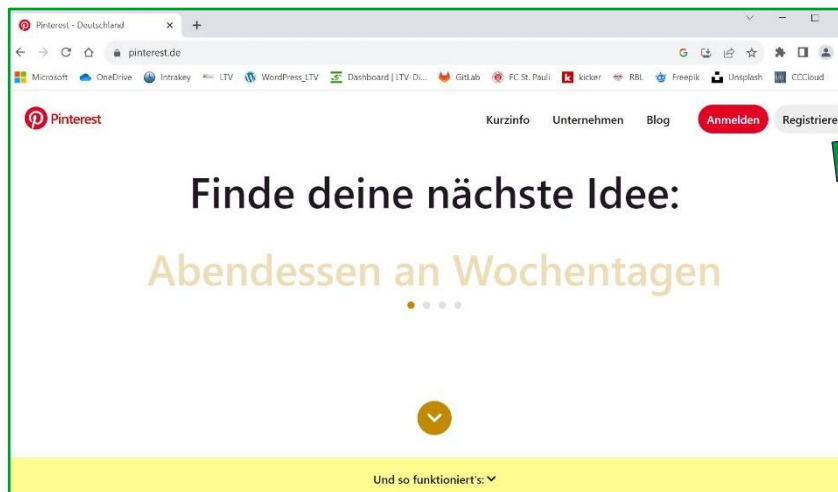 Pinterest - Deutschland
pinterest.de
Microsoft OneDrive Intrakey LTV WordPress_LTV Dashboard | LTV-Di... GitLab FC St. Pauli kicker RBL Freepik Unsplash CCCloud
Pinterest Kurzinfo Unternehmen Blog Anmelden Registriere
Finde deine nächste Idee:
Abendessen an Wochentagen
Und so funktioniert's: